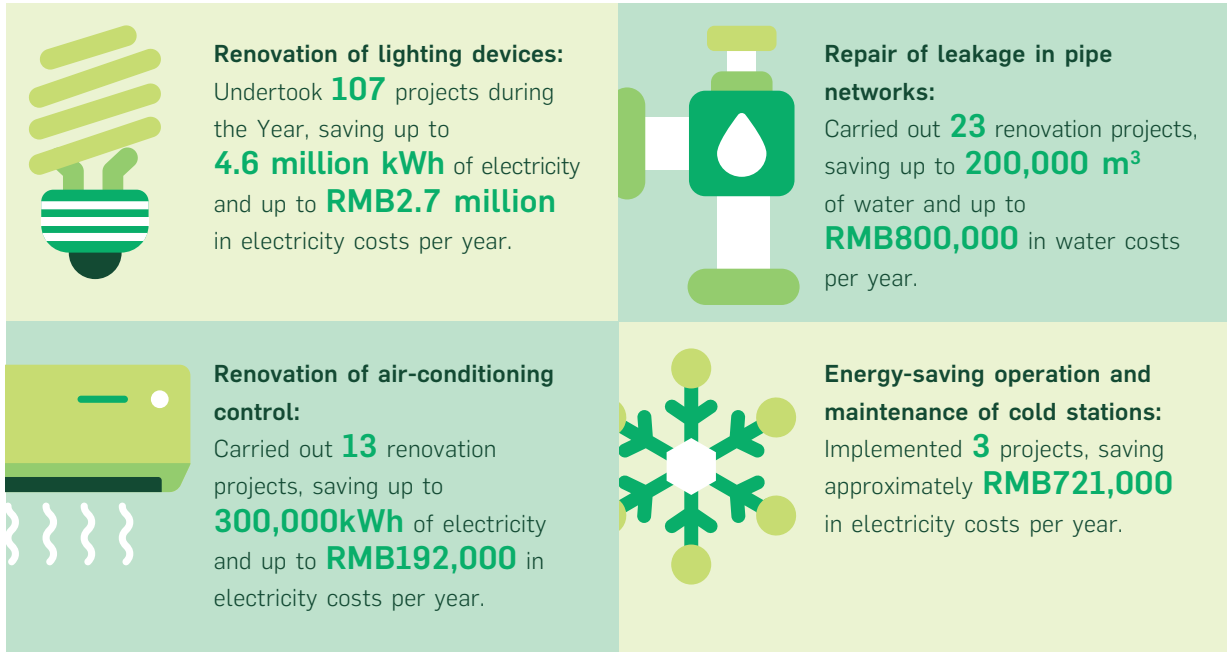 Renovation of lighting devices:
Undertook 107 projects during
the Year, saving up to
4.6 million kWh of electricity
and up to RMB2.7 million
in electricity costs per year.
Repair of leakage in pipe
networks:
Carried out 23 renovation projects,
saving up to 200,000 m³
of water and up to
RMB800,000 in water costs
per year.
Renovation of air-conditioning
control:
Carried out 13 renovation
projects, saving up to
300,000kWh of electricity
and up to RMB192,000 in
electricity costs per year.
Energy-saving operation and
maintenance of cold stations:
Implemented 3 projects, saving
approximately RMB721,000
in electricity costs per year.